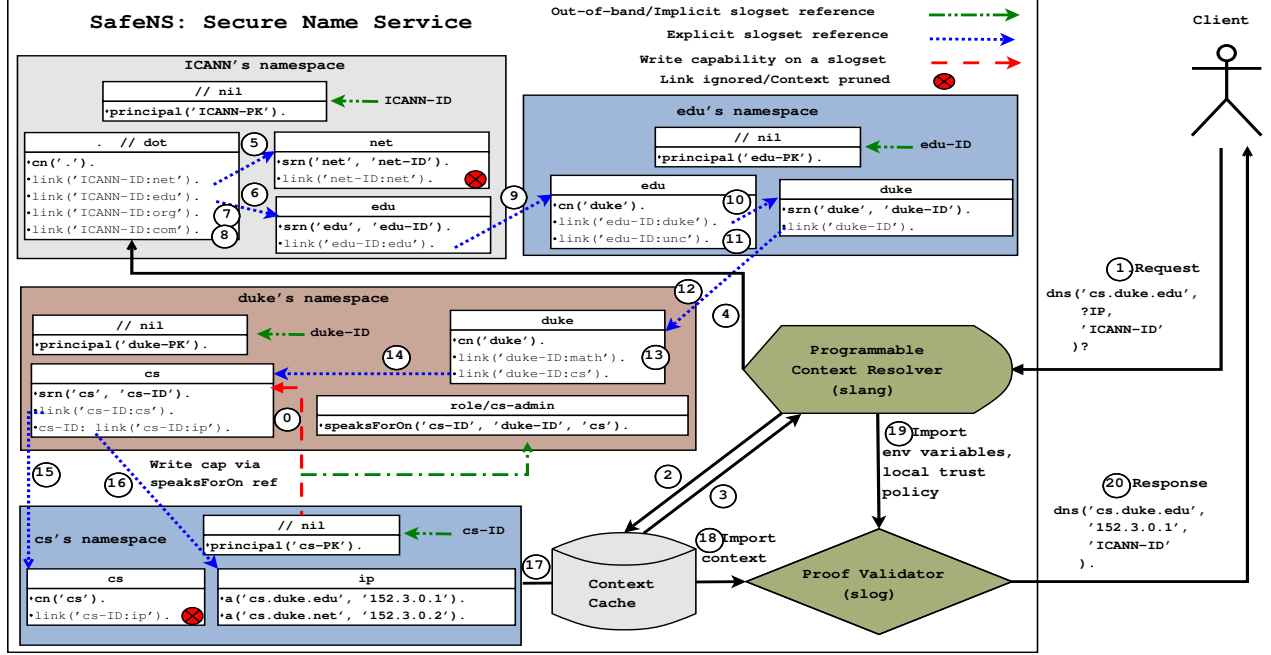 SafeNS: Secure Name Service
Out-of-band/Implicit slogset reference
Explicit slogset reference
Write capability on a slogset
Link ignored/Context pruned
Client
ICANN's namespace
// nil
principal('ICANN-PK').
ICANN-ID
. // dot
cn('.').
link('ICANN-ID:net').
link('ICANN-ID:edu').
link('ICANN-ID:org').
link('ICANN-ID:com').
5
6
7
8
net
srn('net', 'net-ID').
link('net-ID:net').
edu
srn('edu', 'edu-ID').
link('edu-ID:edu').
9
edu's namespace
// nil
principal('edu-PK').
edu-ID
edu
cn('duke').
link('edu-ID:duke').
link('edu-ID:unc').
10
11
duke
srn('duke', 'duke-ID').
link('duke-ID').
12
4
duke's namespace
// nil
principal('duke-PK').
duke-ID
duke
cn('duke').
link('duke-ID:math').
link('duke-ID:cs').
13
14
cs
srn('cs', 'cs-ID').
link('cs-ID:cs').
cs-ID: link('cs-ID:ip').
0
role/cs-admin
speaksForOn('cs-ID', 'duke-ID', 'cs').
15
16
Write cap via
speaksForOn ref
cs's namespace
// nil
principal('cs-PK').
cs-ID
cs
cn('cs').
link('cs-ID:ip').
ip
a('cs.duke.edu', '152.3.0.1').
a('cs.duke.net', '152.3.0.2').
17
Context
Cache
2
3
18 Import
context
Programmable
Context Resolver
(slang)
19 Import
env variables,
local trust
policy
Proof Validator
(slog)
1. Request
dns('cs.duke.edu',
?IP,
'ICANN-ID'
)?
20 Response
dns('cs.duke.edu',
'152.3.0.1',
'ICANN-ID'
).